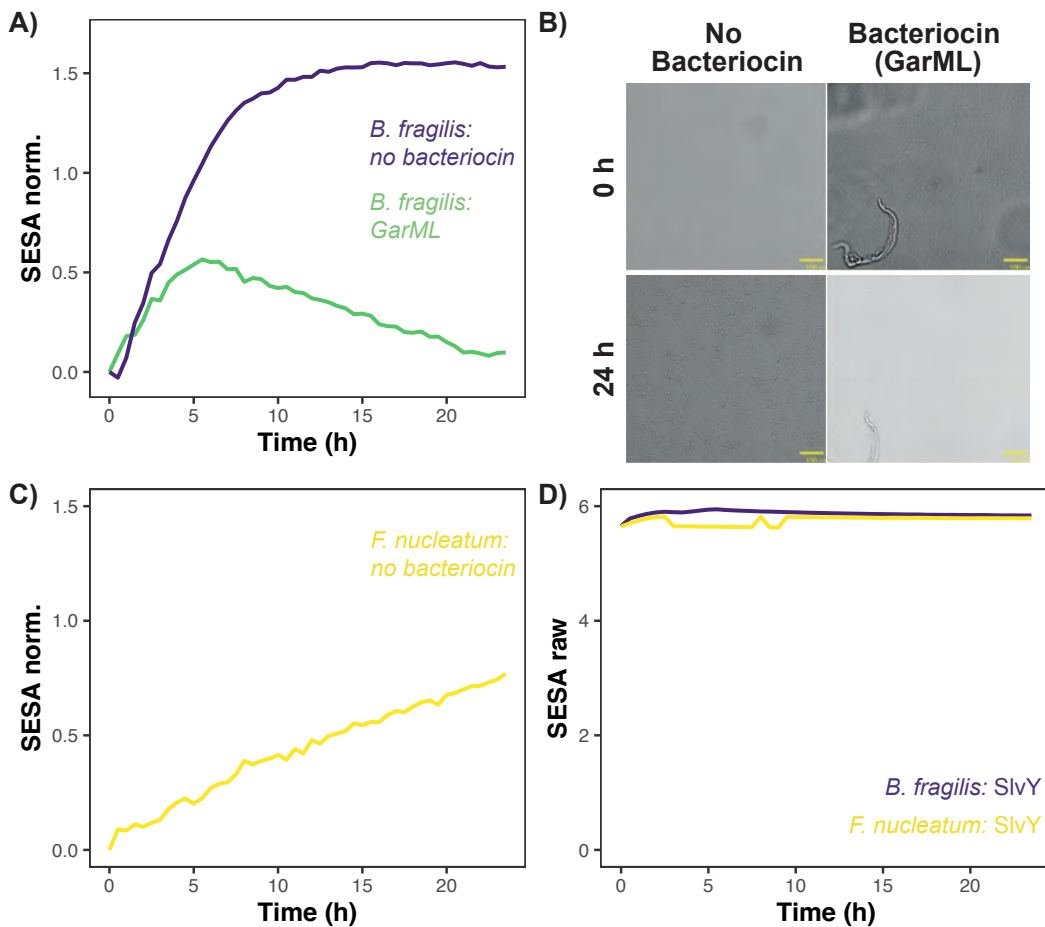 A)
SESA norm.
1.5
1.0
0.5
0.0
B. fragilis:
no bacteriocin
B. fragilis:
GarML
0
5
10
15
20
Time (h)
B)
No
Bacteriocin
Bacteriocin
(GarML)
0 h
24 h
C)
SESA norm.
1.5
1.0
0.5
0.0
F. nucleatum:
no bacteriocin
0
5
10
15
20
Time (h)
D)
SESA raw
6
4
2
0
B. fragilis: SlvY
F. nucleatum: SlvY
0
5
10
15
20
Time (h)